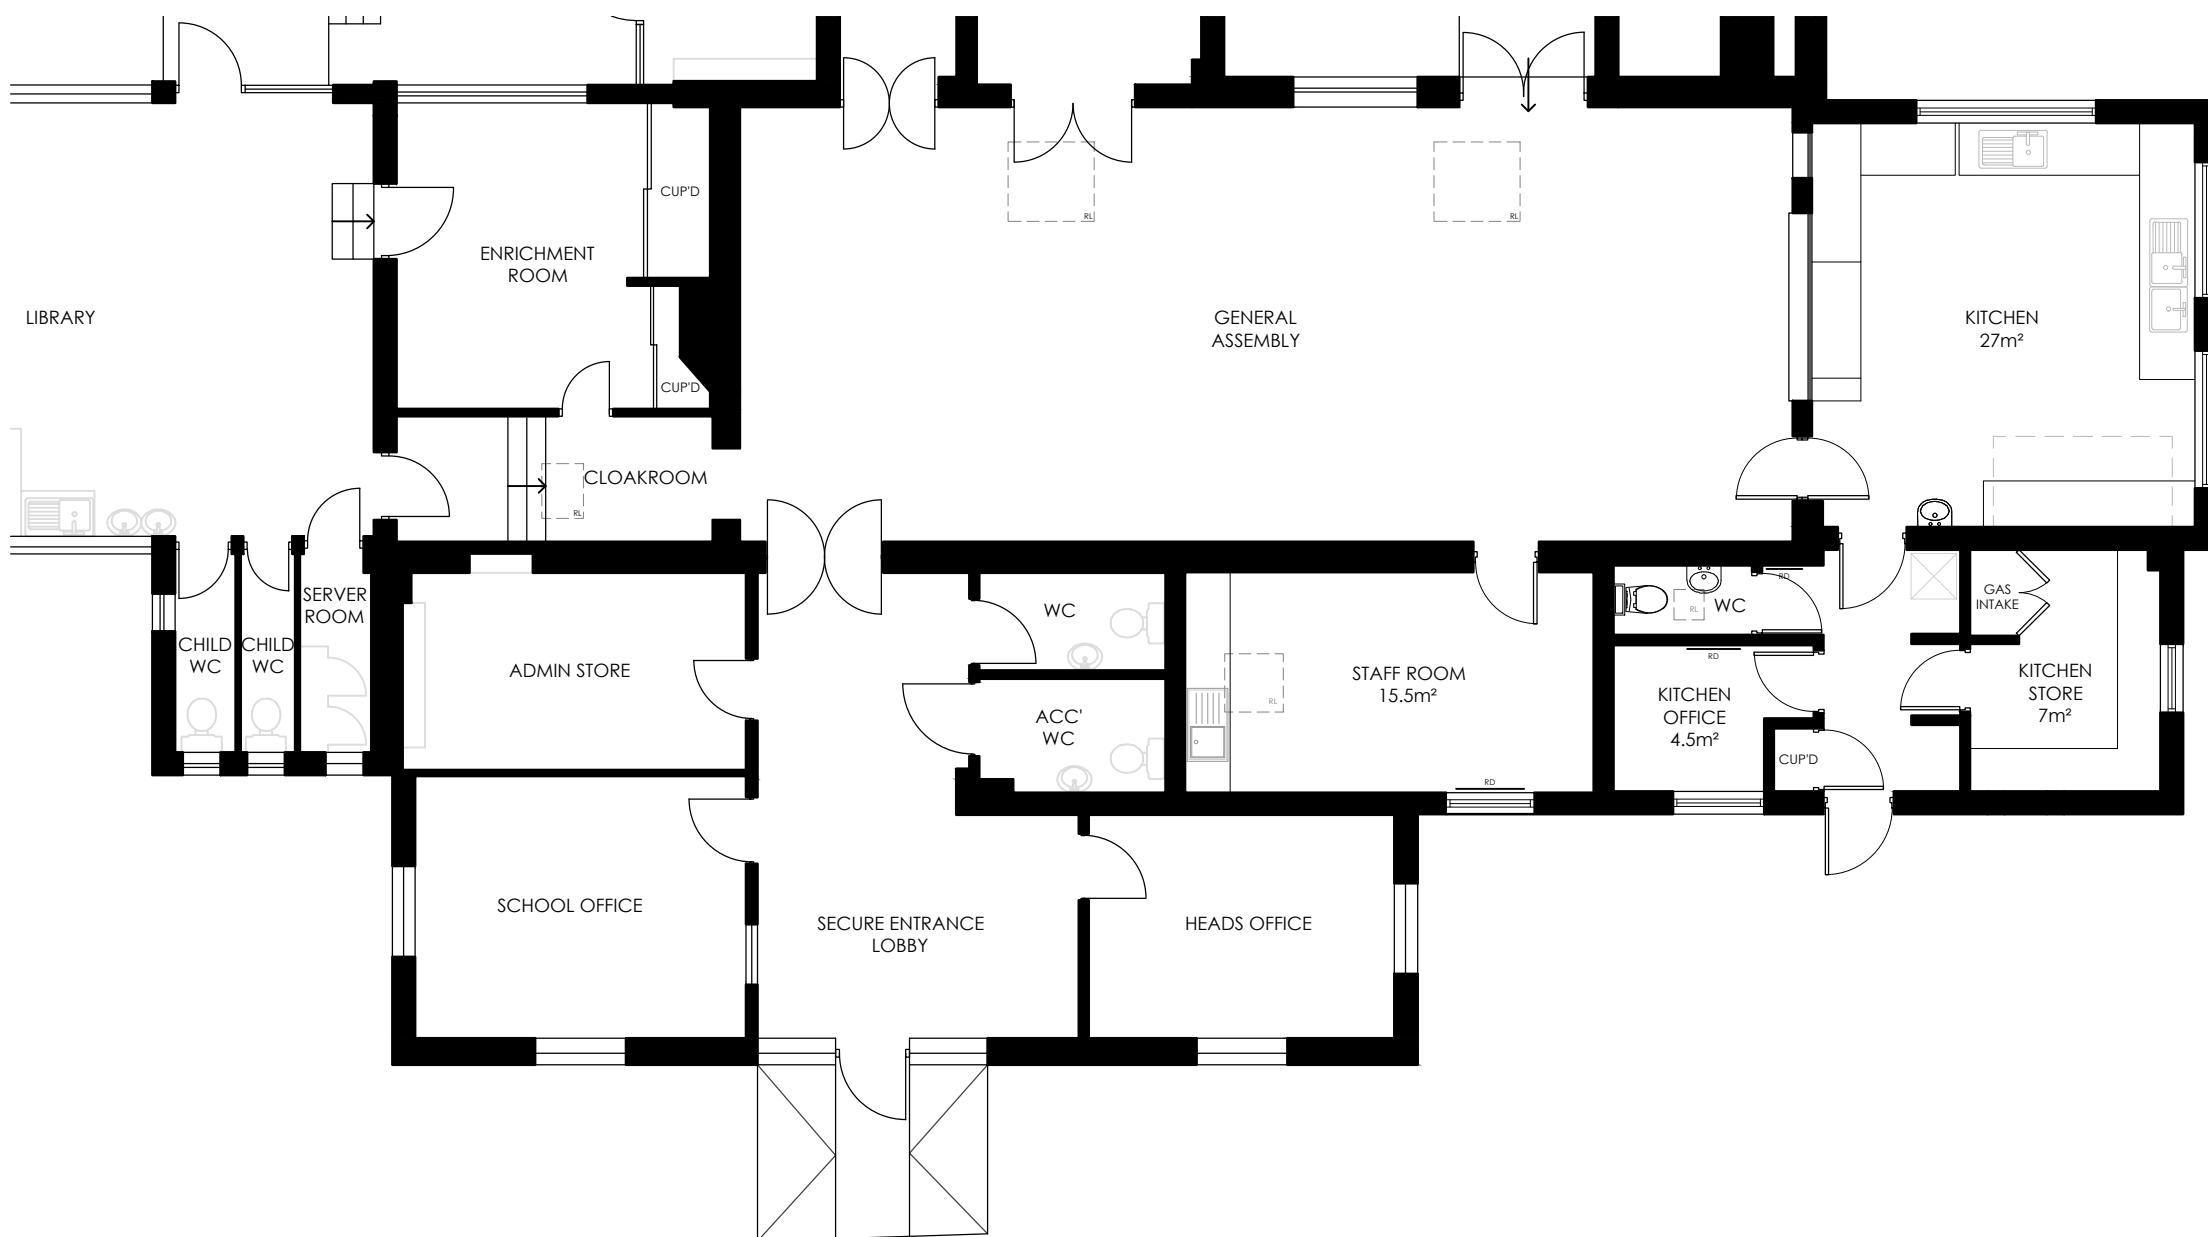 CUP'D
RL
RL
ENRICHMENT
ROOM
LIBRARY
GENERAL
ASSEMBLY
KITCHEN
27m²
CUP'D
CLOAKROOM
RL
SERVER
ROOM
CHILD
WC
CHILD
WC
ADMIN STORE
WC
ACC'
WC
STAFF ROOM
15.5m²
RL
RD
RD
RL
WC
RD
KITCHEN
OFFICE
4.5m²
CUP'D
GAS
INTAKE
KITCHEN
STORE
7m²
SCHOOL OFFICE
SECURE ENTRANCE
LOBBY
HEADS OFFICE